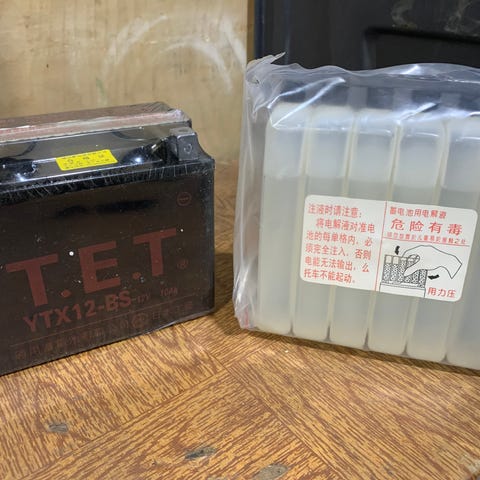 T.E.T®
YTX12-BS 12V 10Ah
注液时请注意：
将电解液对准电
池的每单格内，必
须完全注入，否则
电能无法输出，么
托车不能起动。
蓄电池用电解液
危险有毒
用力压